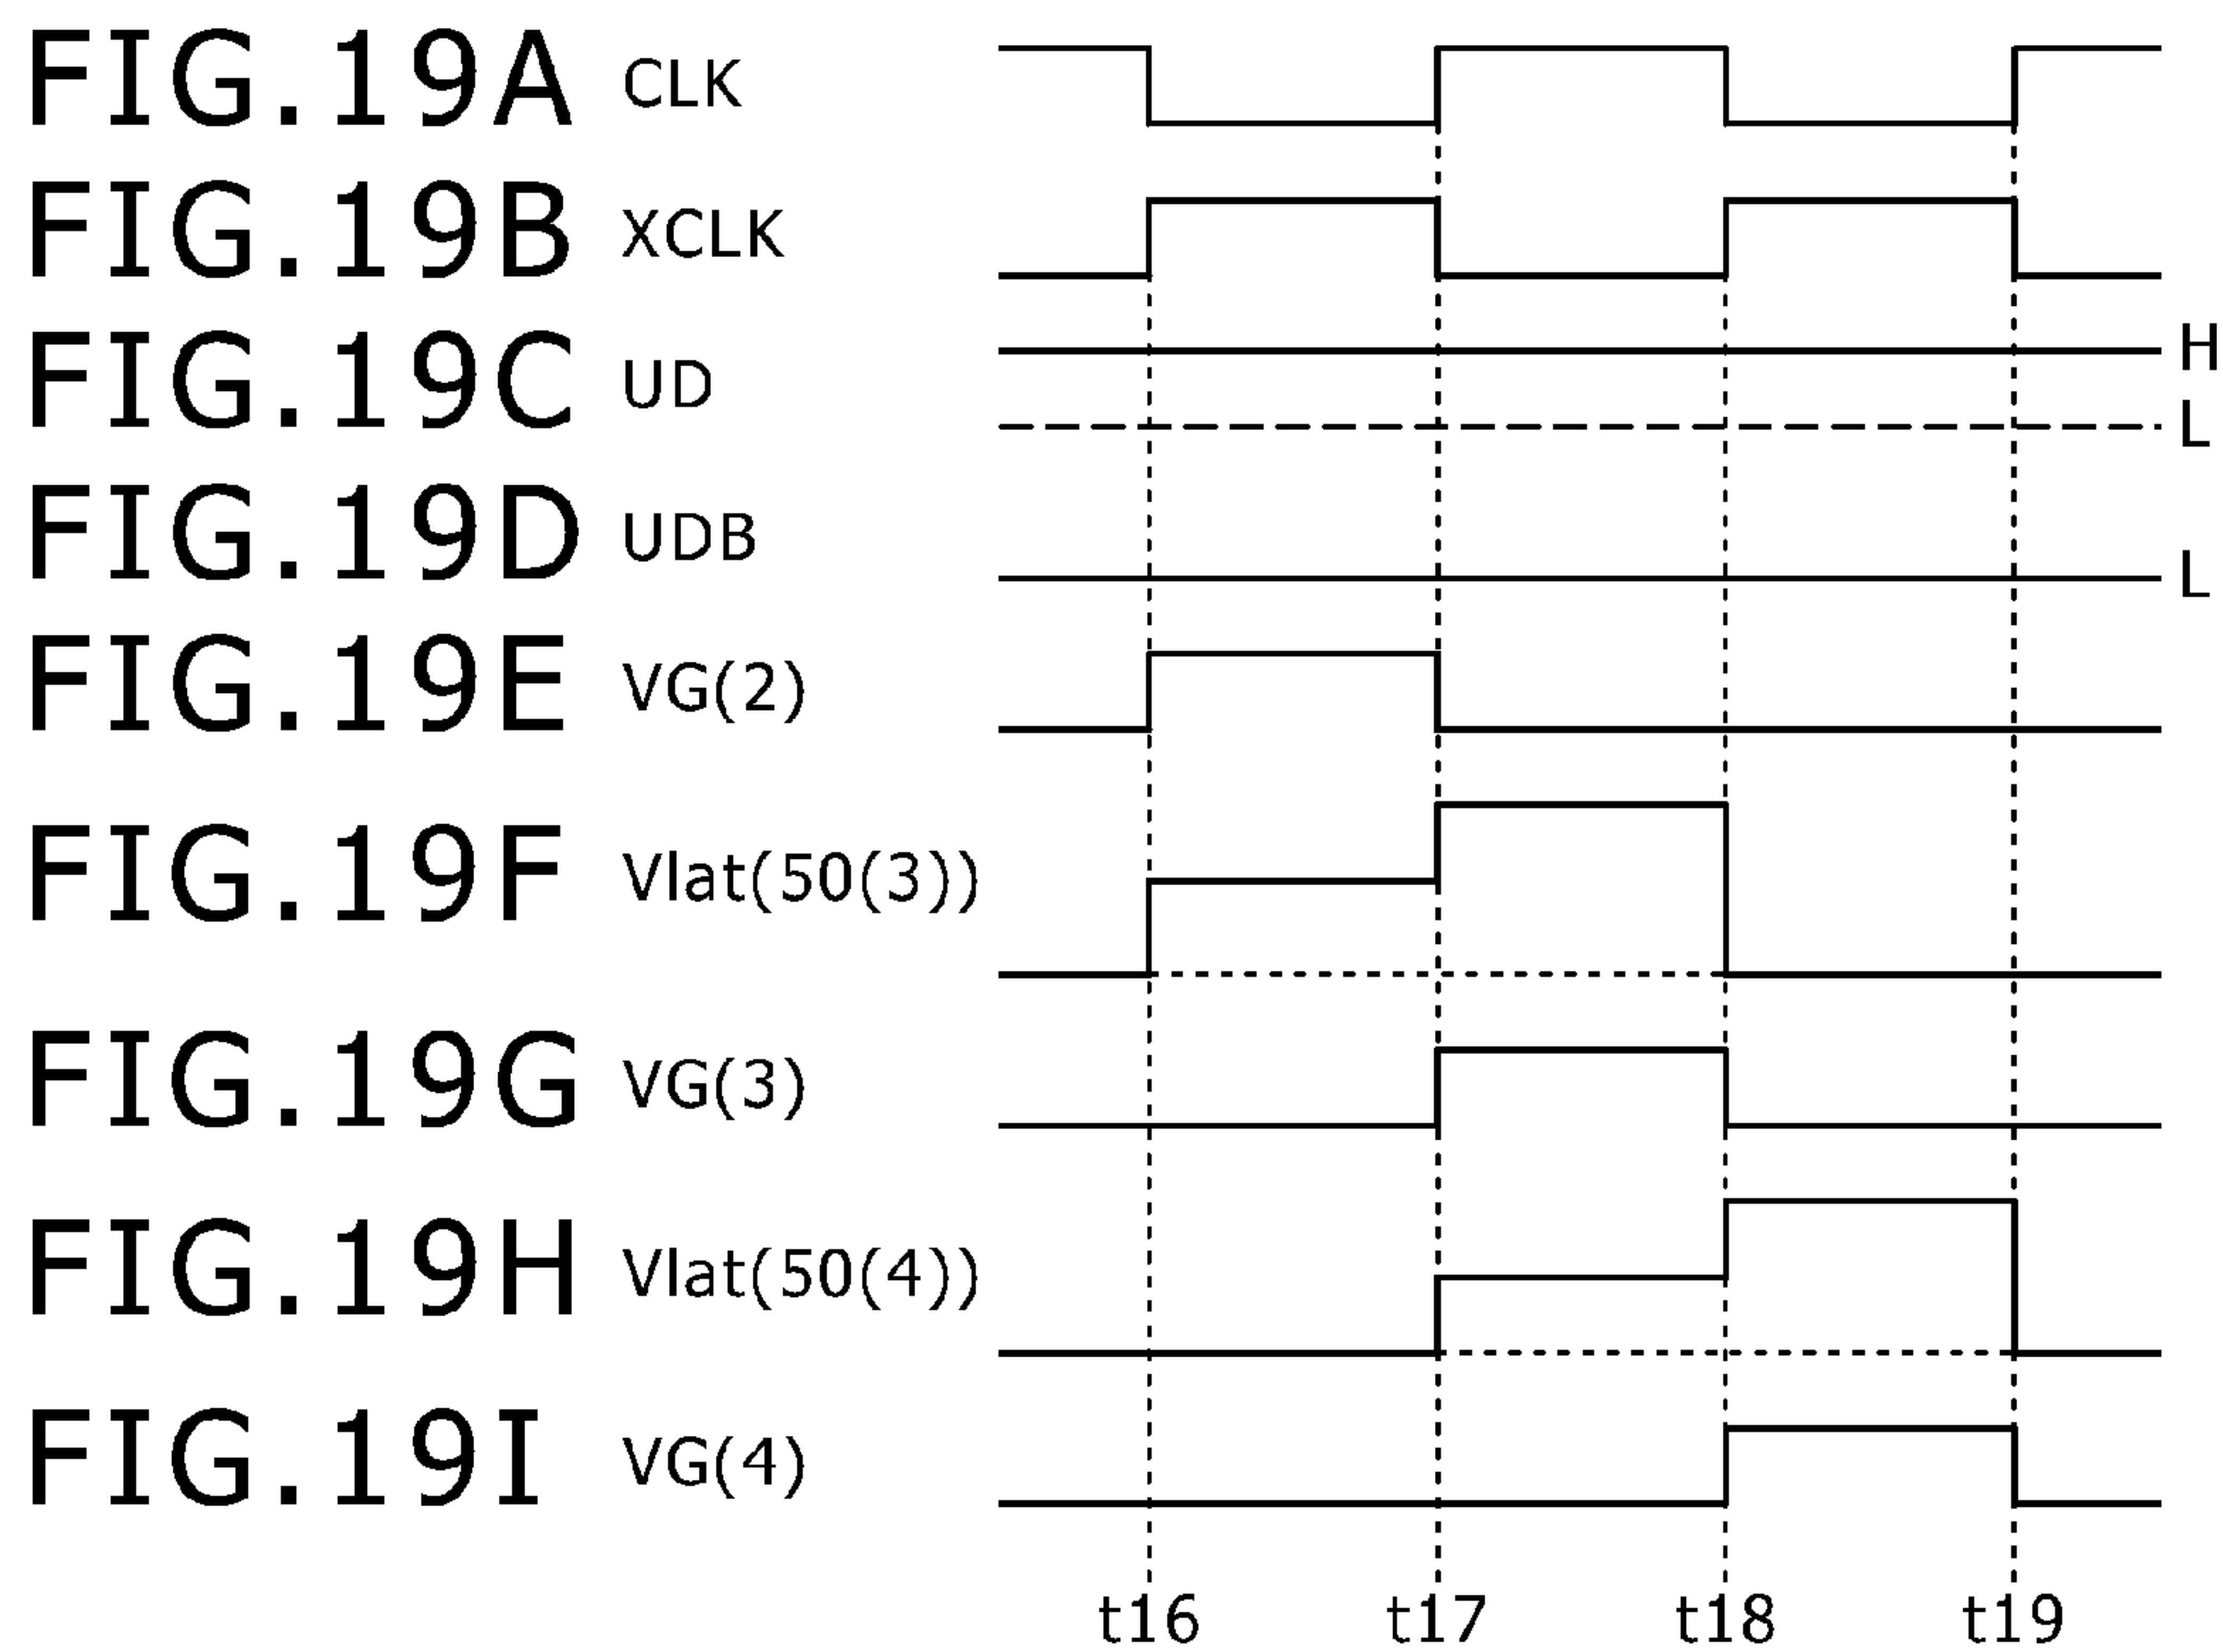 FIG.19A CLK
FIG.19B XCLK
FIG.19C UD H
L
FIG.19D UDB L
FIG.19E VG(2)
FIG.19F Vlat(50(3))
FIG.19G VG(3)
FIG.19H Vlat(50(4))
FIG.19I VG(4)
t16 t17 t18 t19